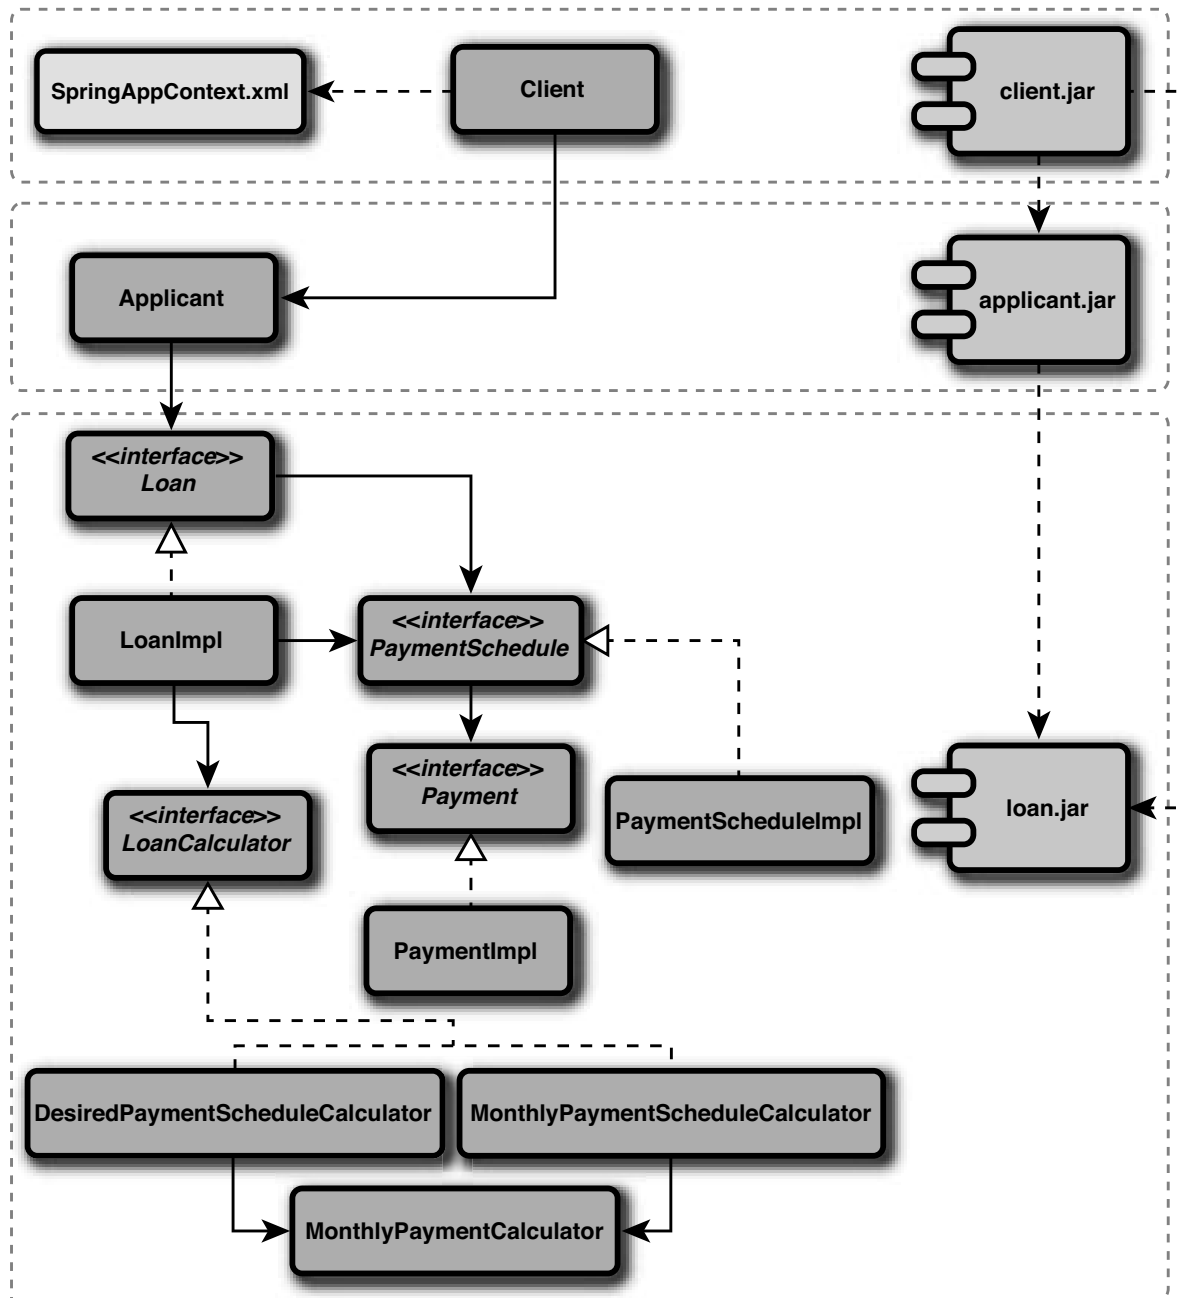 SpringAppContext.xml
Client
client.jar
Applicant
applicant.jar
<<interface>>
Loan
LoanImpl
<<interface>>
PaymentSchedule
<<interface>>
Payment
PaymentScheduleImpl
loan.jar
<<interface>>
LoanCalculator
PaymentImpl
DesiredPaymentScheduleCalculator
MonthlyPaymentScheduleCalculator
MonthlyPaymentCalculator